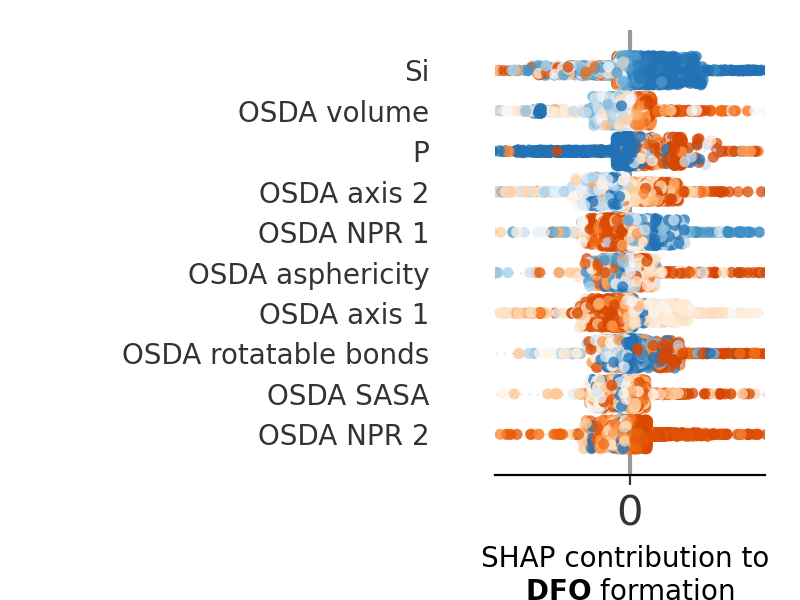 Si
OSDA volume
P
OSDA axis 2
OSDA NPR 1
OSDA asphericity
OSDA axis 1
OSDA rotatable bonds
OSDA SASA
OSDA NPR 2
0
SHAP contribution to
DFO formation